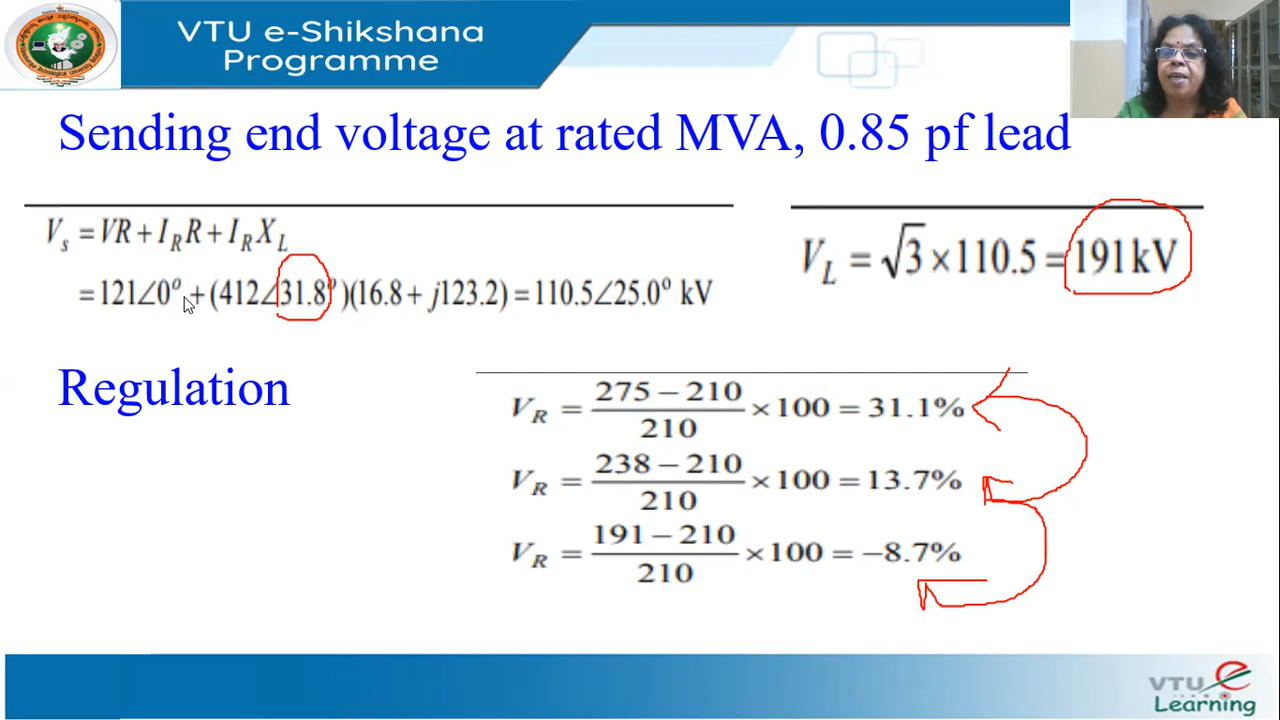 VTU e-Shikshana
Programme
Sending end voltage at rated MVA, 0.85 pf lead
V_s = VR + I_R R + I_R X_L
= 121∠0° + (412∠31.8°)(16.8 + j123.2) = 110.5∠25.0° kV
V_L = √3 × 110.5 = 191 kV
Regulation
V_R = (275 − 210)/210 × 100 = 31.1%
V_R = (238 − 210)/210 × 100 = 13.7%
V_R = (191 − 210)/210 × 100 = −8.7%
VTU e
Learning